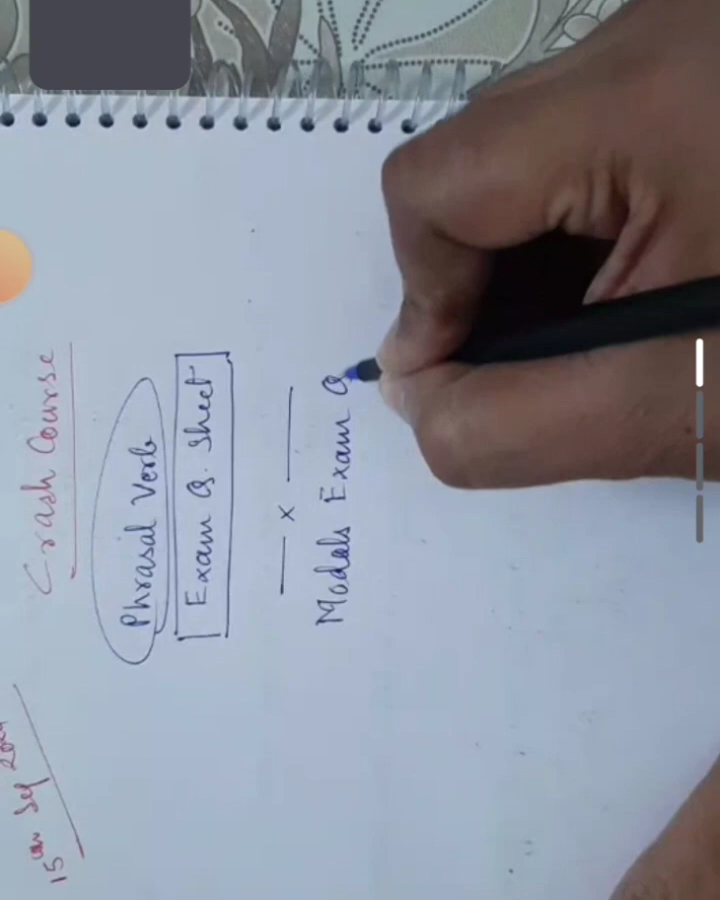 15th Sep
Crash Course
Phrasal Verb
Exam Q. Sheet
— x —
Models Exam Q